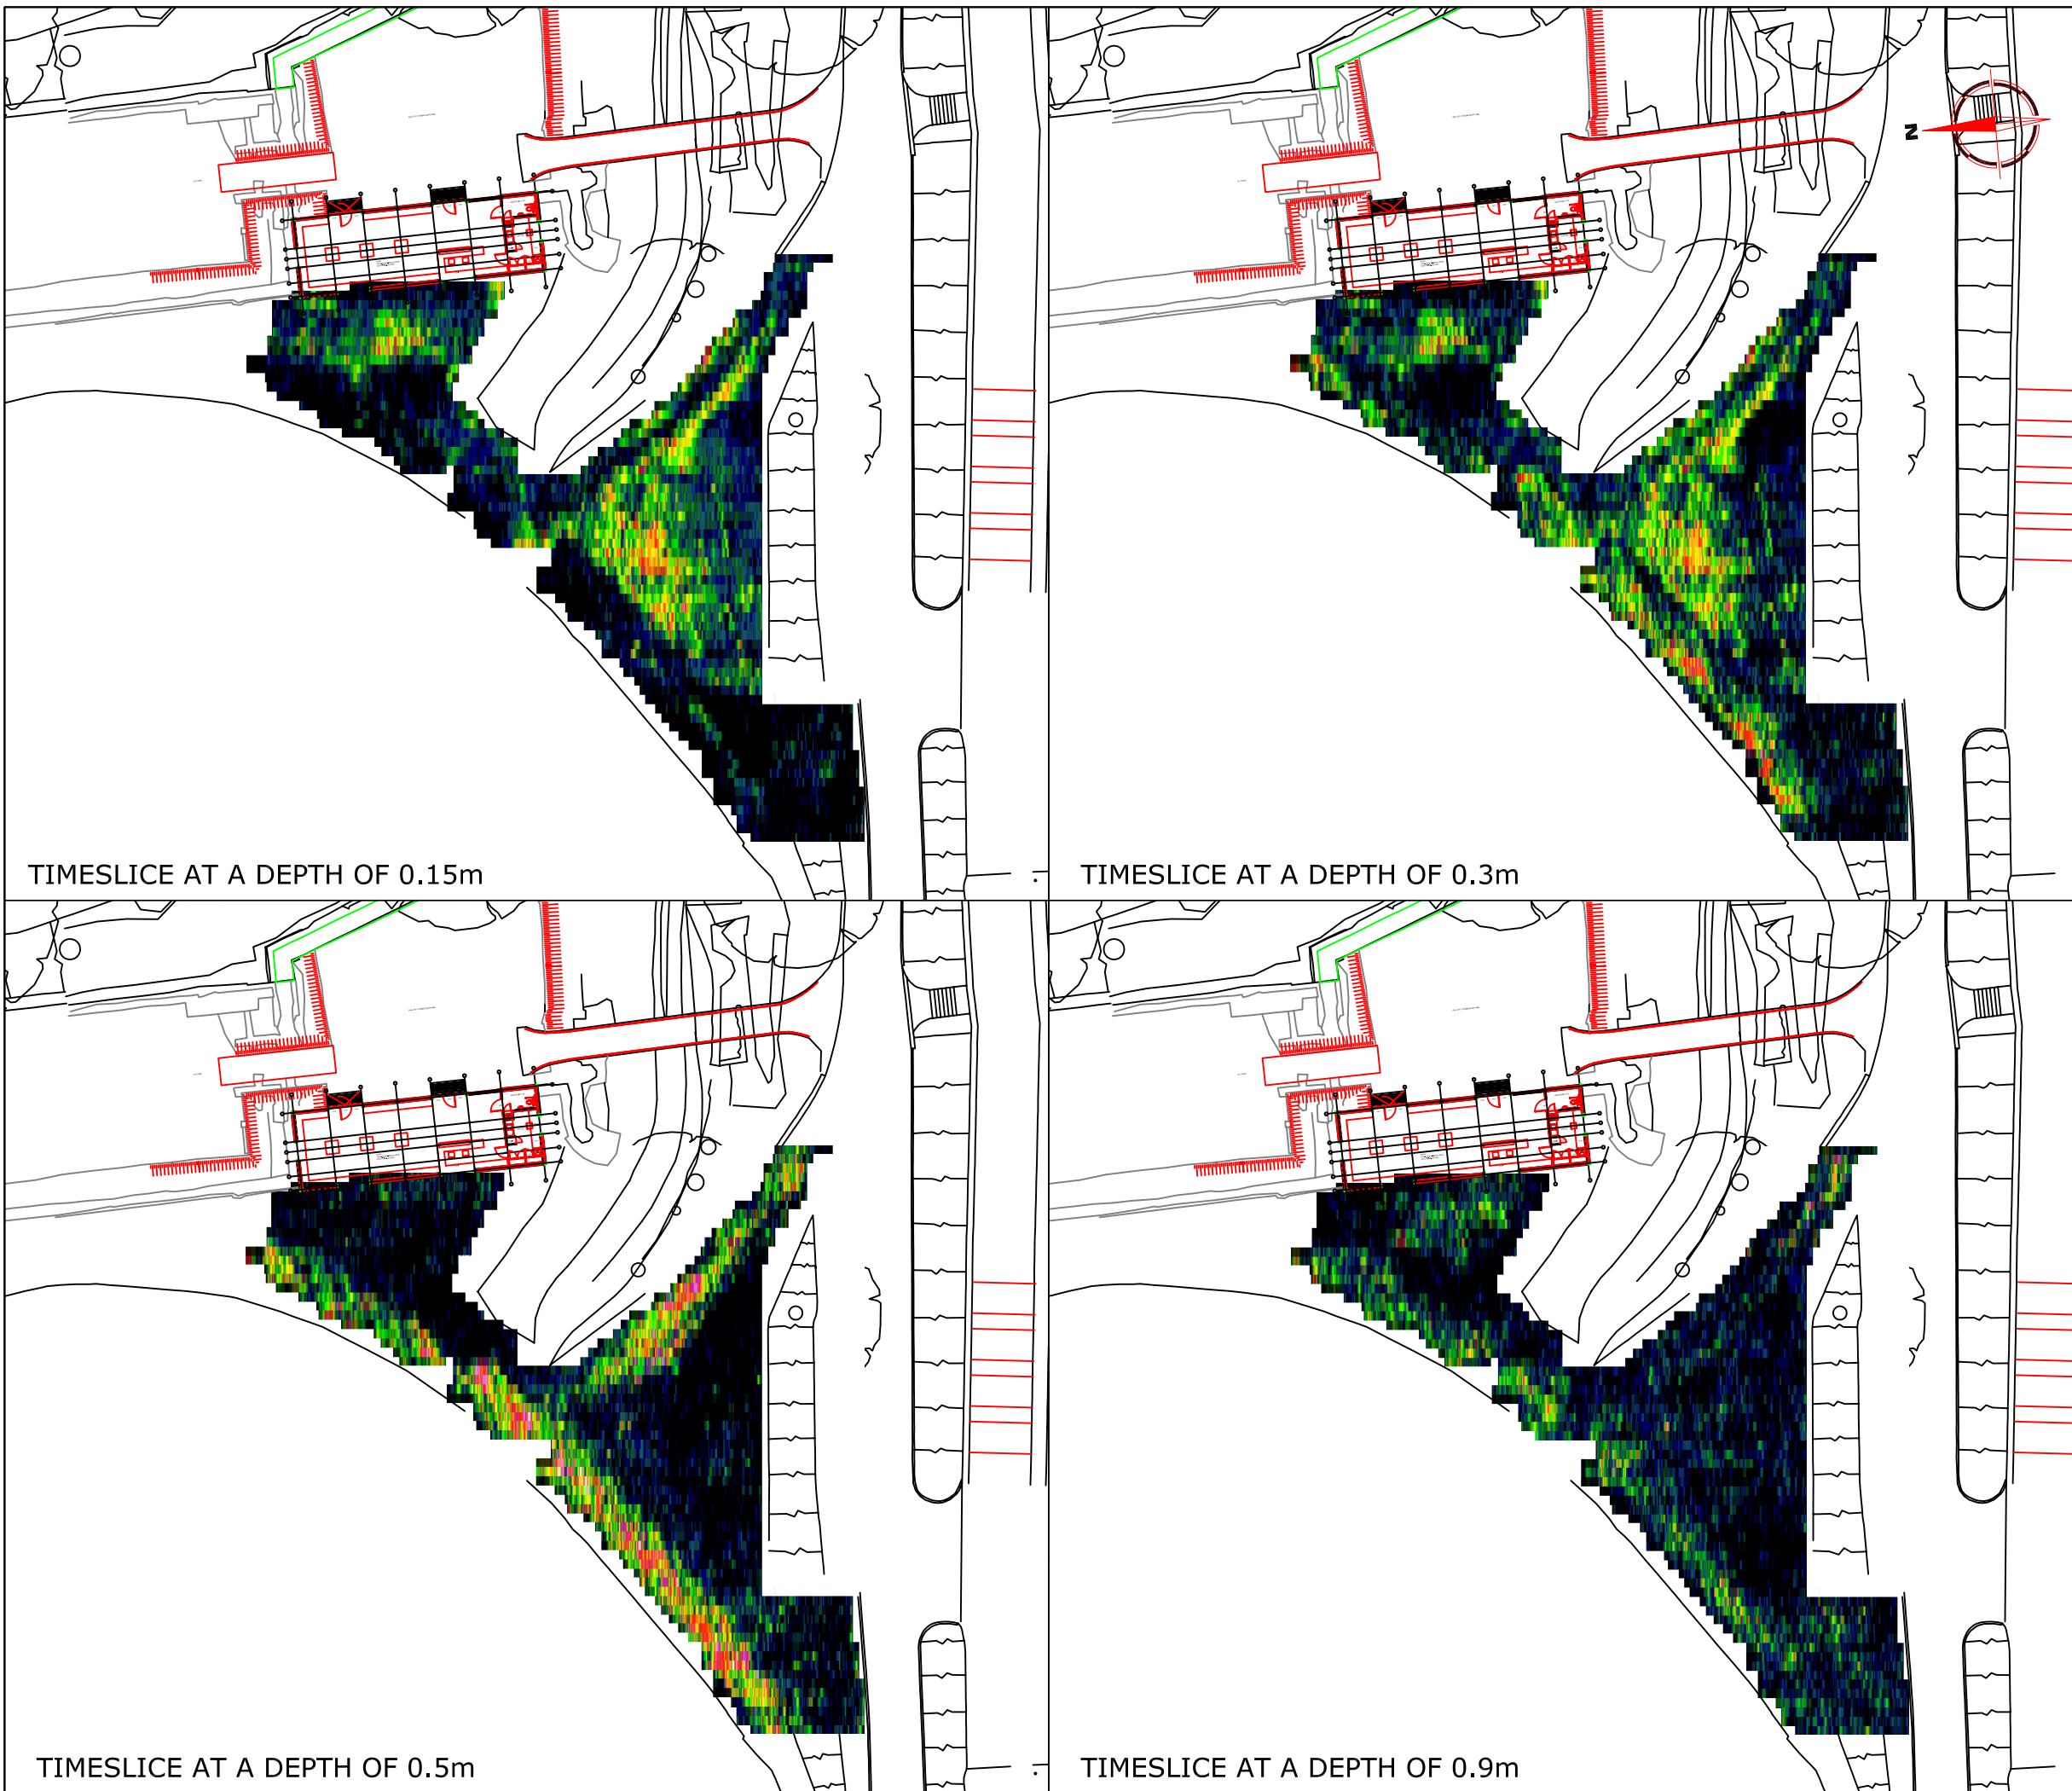 TIMESLICE AT A DEPTH OF 0.15m
N
TIMESLICE AT A DEPTH OF 0.3m
TIMESLICE AT A DEPTH OF 0.5m
TIMESLICE AT A DEPTH OF 0.9m